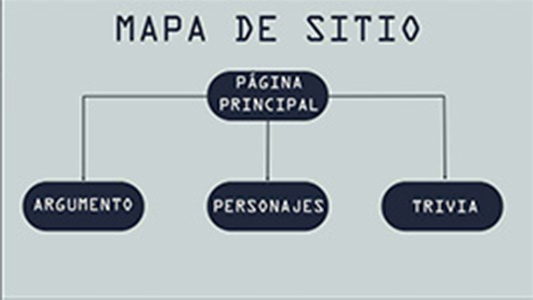 MAPA DE SITIO
PÁGINA
PRINCIPAL
ARGUMENTO
PERSONAJES
TRIVIA